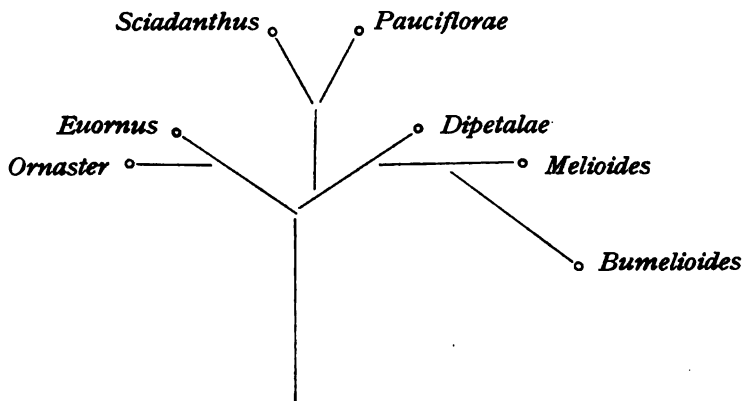 Sciadanthus
Pauciflorae
Euornus
Dipetalae
Ornaster
Melioides
Bumelioides